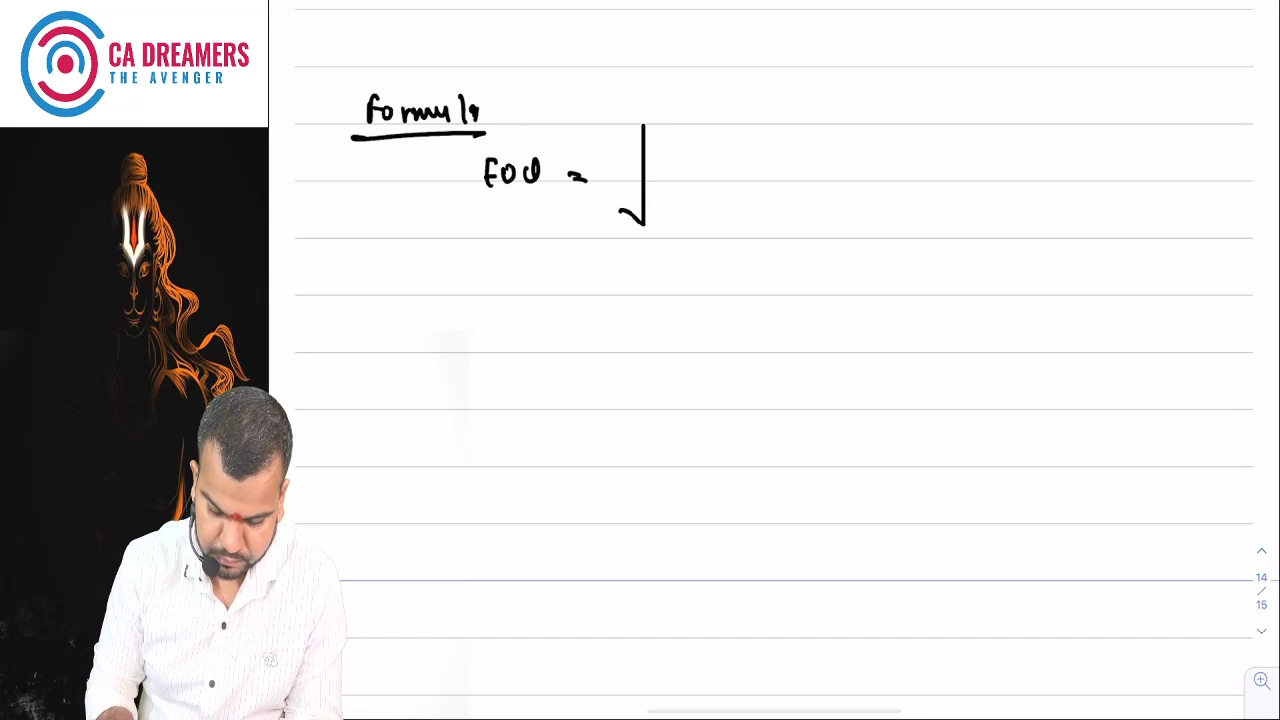 CA DREAMERS
THE AVENGER
Formula
EOQ = √
14
/
15